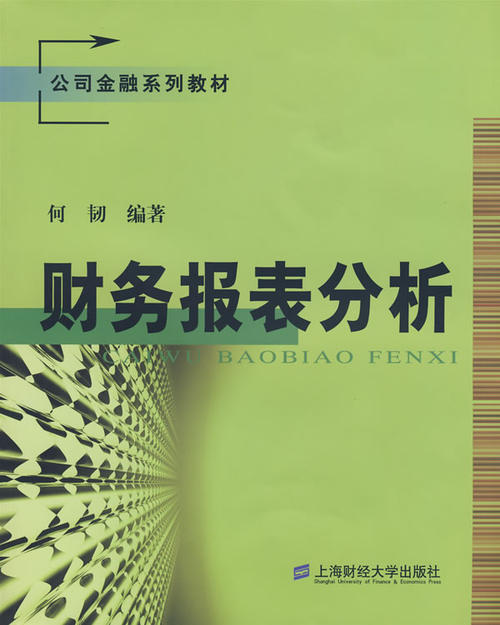 公司金融系列教材
何 韧 编著
财务报表分析
CAIWU BAOBIAO FENXI
上海财经大学出版社
Shanghai University of Finance & Economics Press